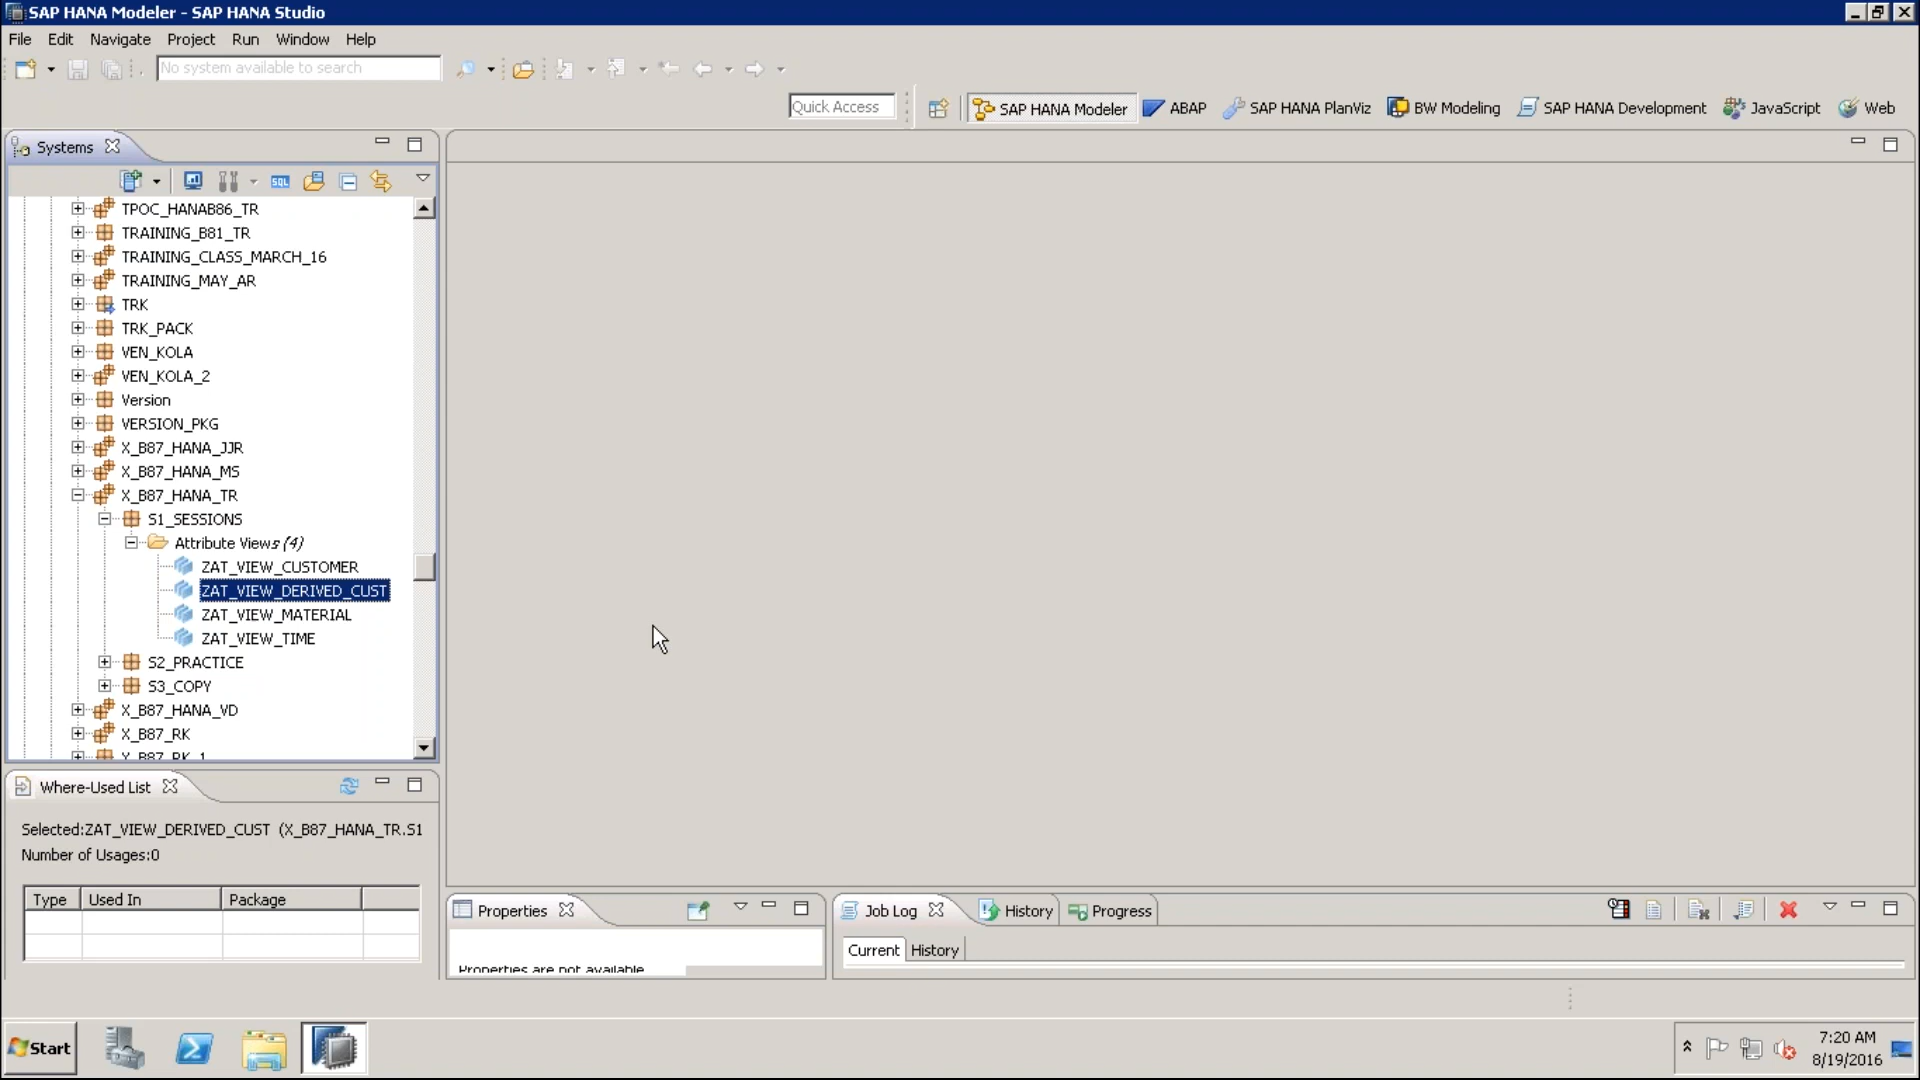 SAP HANA Modeler - SAP HANA Studio
File Edit Navigate Project Run Window Help
No system available to search
Quick Access SAP HANA Modeler ABAP SAP HANA PlanViz BW Modeling SAP HANA Development JavaScript Web
Systems
SQL
TPOC_HANAB86_TR
TRAINING_B81_TR
TRAINING_CLASS_MARCH_16
TRAINING_MAY_AR
TRK
TRK_PACK
VEN_KOLA
VEN_KOLA_2
Version
VERSION_PKG
X_B87_HANA_JJR
X_B87_HANA_MS
X_B87_HANA_TR
S1_SESSIONS
Attribute Views (4)
ZAT_VIEW_CUSTOMER
ZAT_VIEW_DERIVED_CUST
ZAT_VIEW_MATERIAL
ZAT_VIEW_TIME
S2_PRACTICE
S3_COPY
X_B87_HANA_VD
X_B87_RK
Where-Used List
Selected:ZAT_VIEW_DERIVED_CUST (X_B87_HANA_TR.S1
Number of Usages:0
Type Used In Package
Properties
Properties are not available
Job Log History Progress
Current History
Start
7:20 AM
8/19/2016